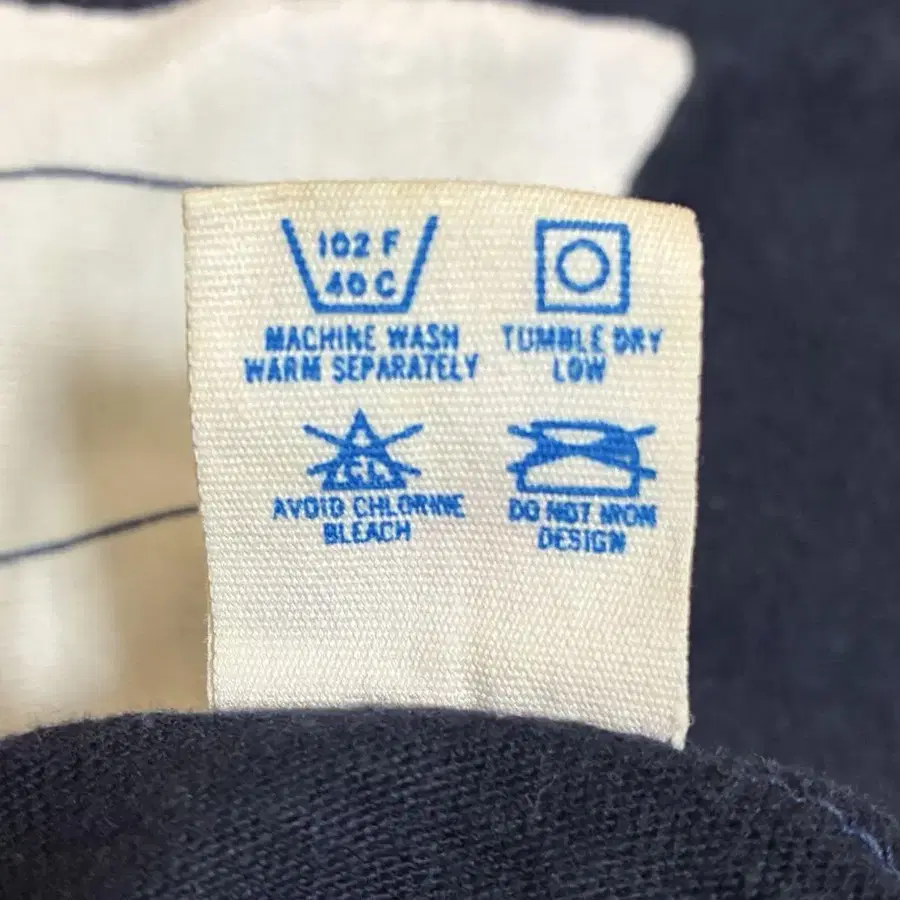 102 F
40 C
MACHINE WASH
WARM SEPARATELY
TUMBLE DRY
LOW
CL
AVOID CHLORINE
BLEACH
DO NOT IRON
DESIGN